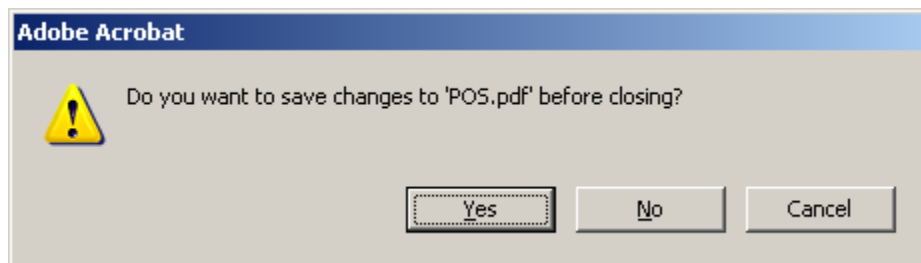 Adobe Acrobat
Do you want to save changes to 'POS.pdf' before closing?
Yes No Cancel